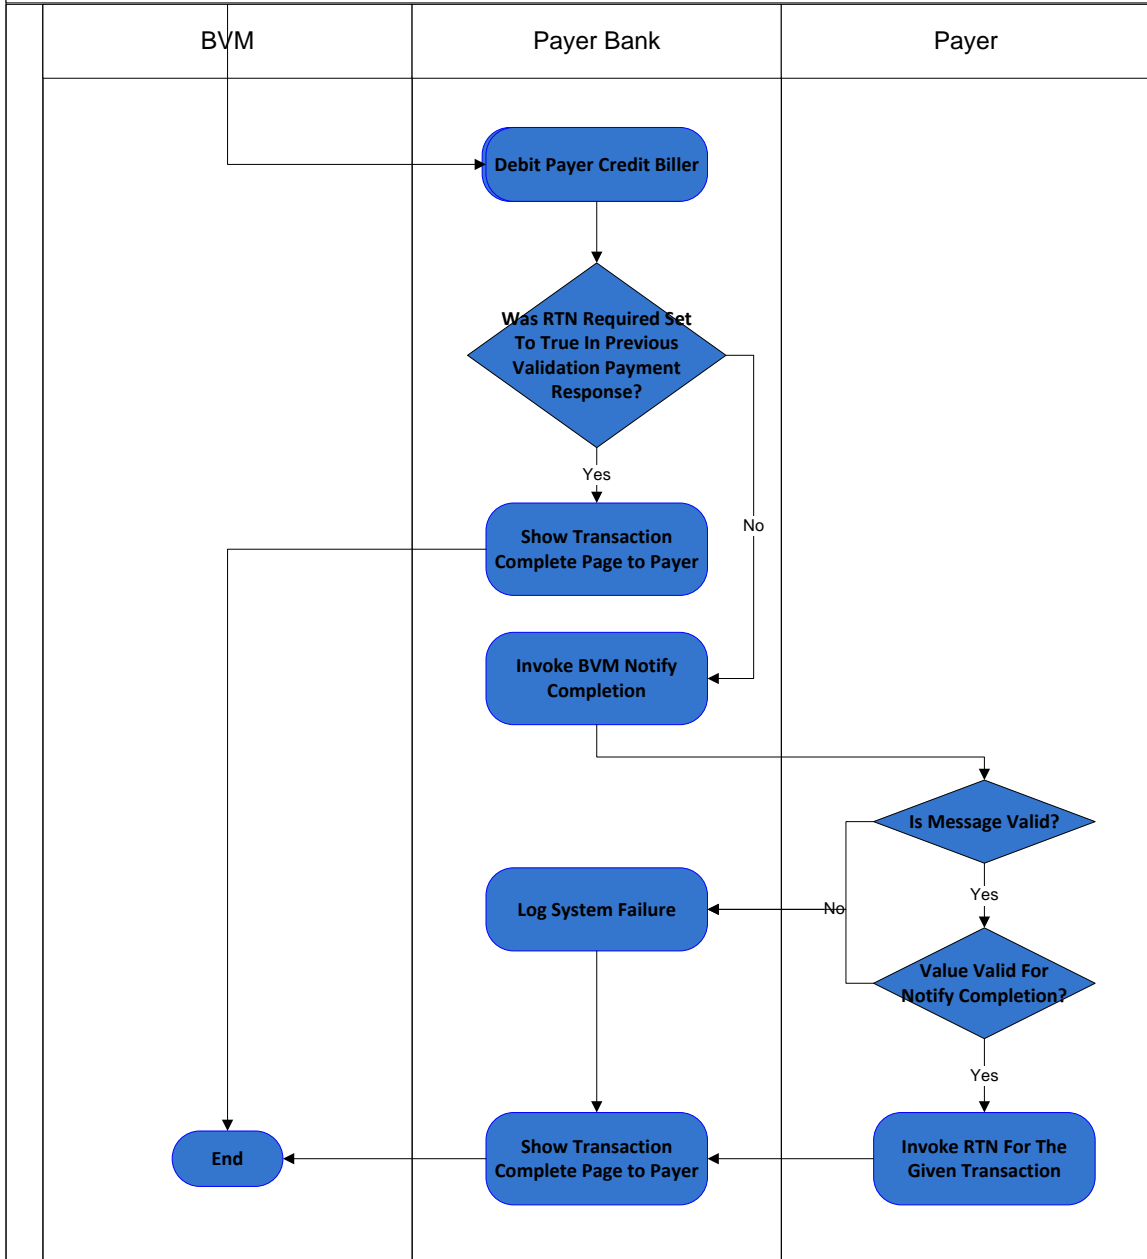 BVM
Payer Bank
Payer
Debit Payer Credit Biller
Was RTN Required Set
To True In Previous
Validation Payment
Response?
Yes
No
Show Transaction
Complete Page to Payer
Invoke BVM Notify
Completion
Is Message Valid?
Yes
No
Log System Failure
Value Valid For
Notify Completion?
Yes
End
Show Transaction
Complete Page to Payer
Invoke RTN For The
Given Transaction